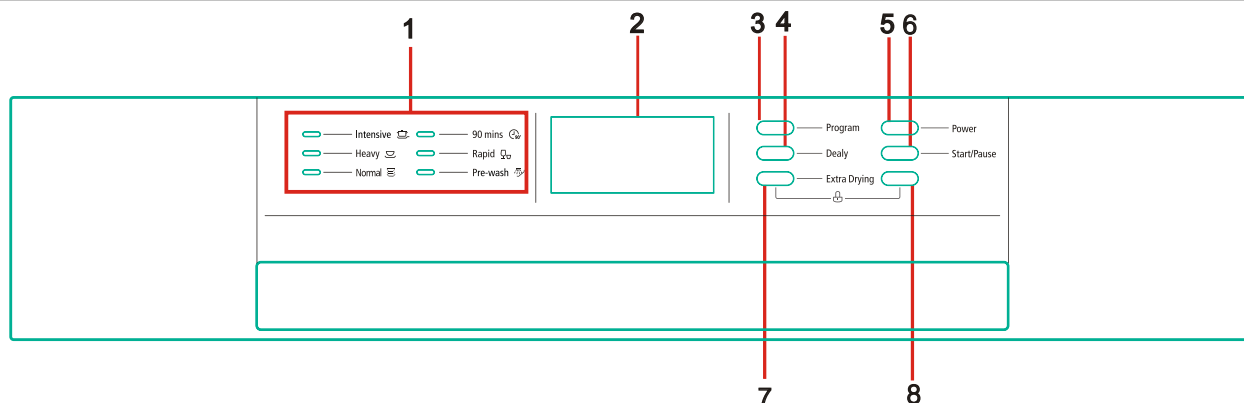 1 2 3 4 5 6
Intensive 90 mins Program Power
Heavy Rapid Dealy Start/Pause
Normal Pre-wash Extra Drying
7 8